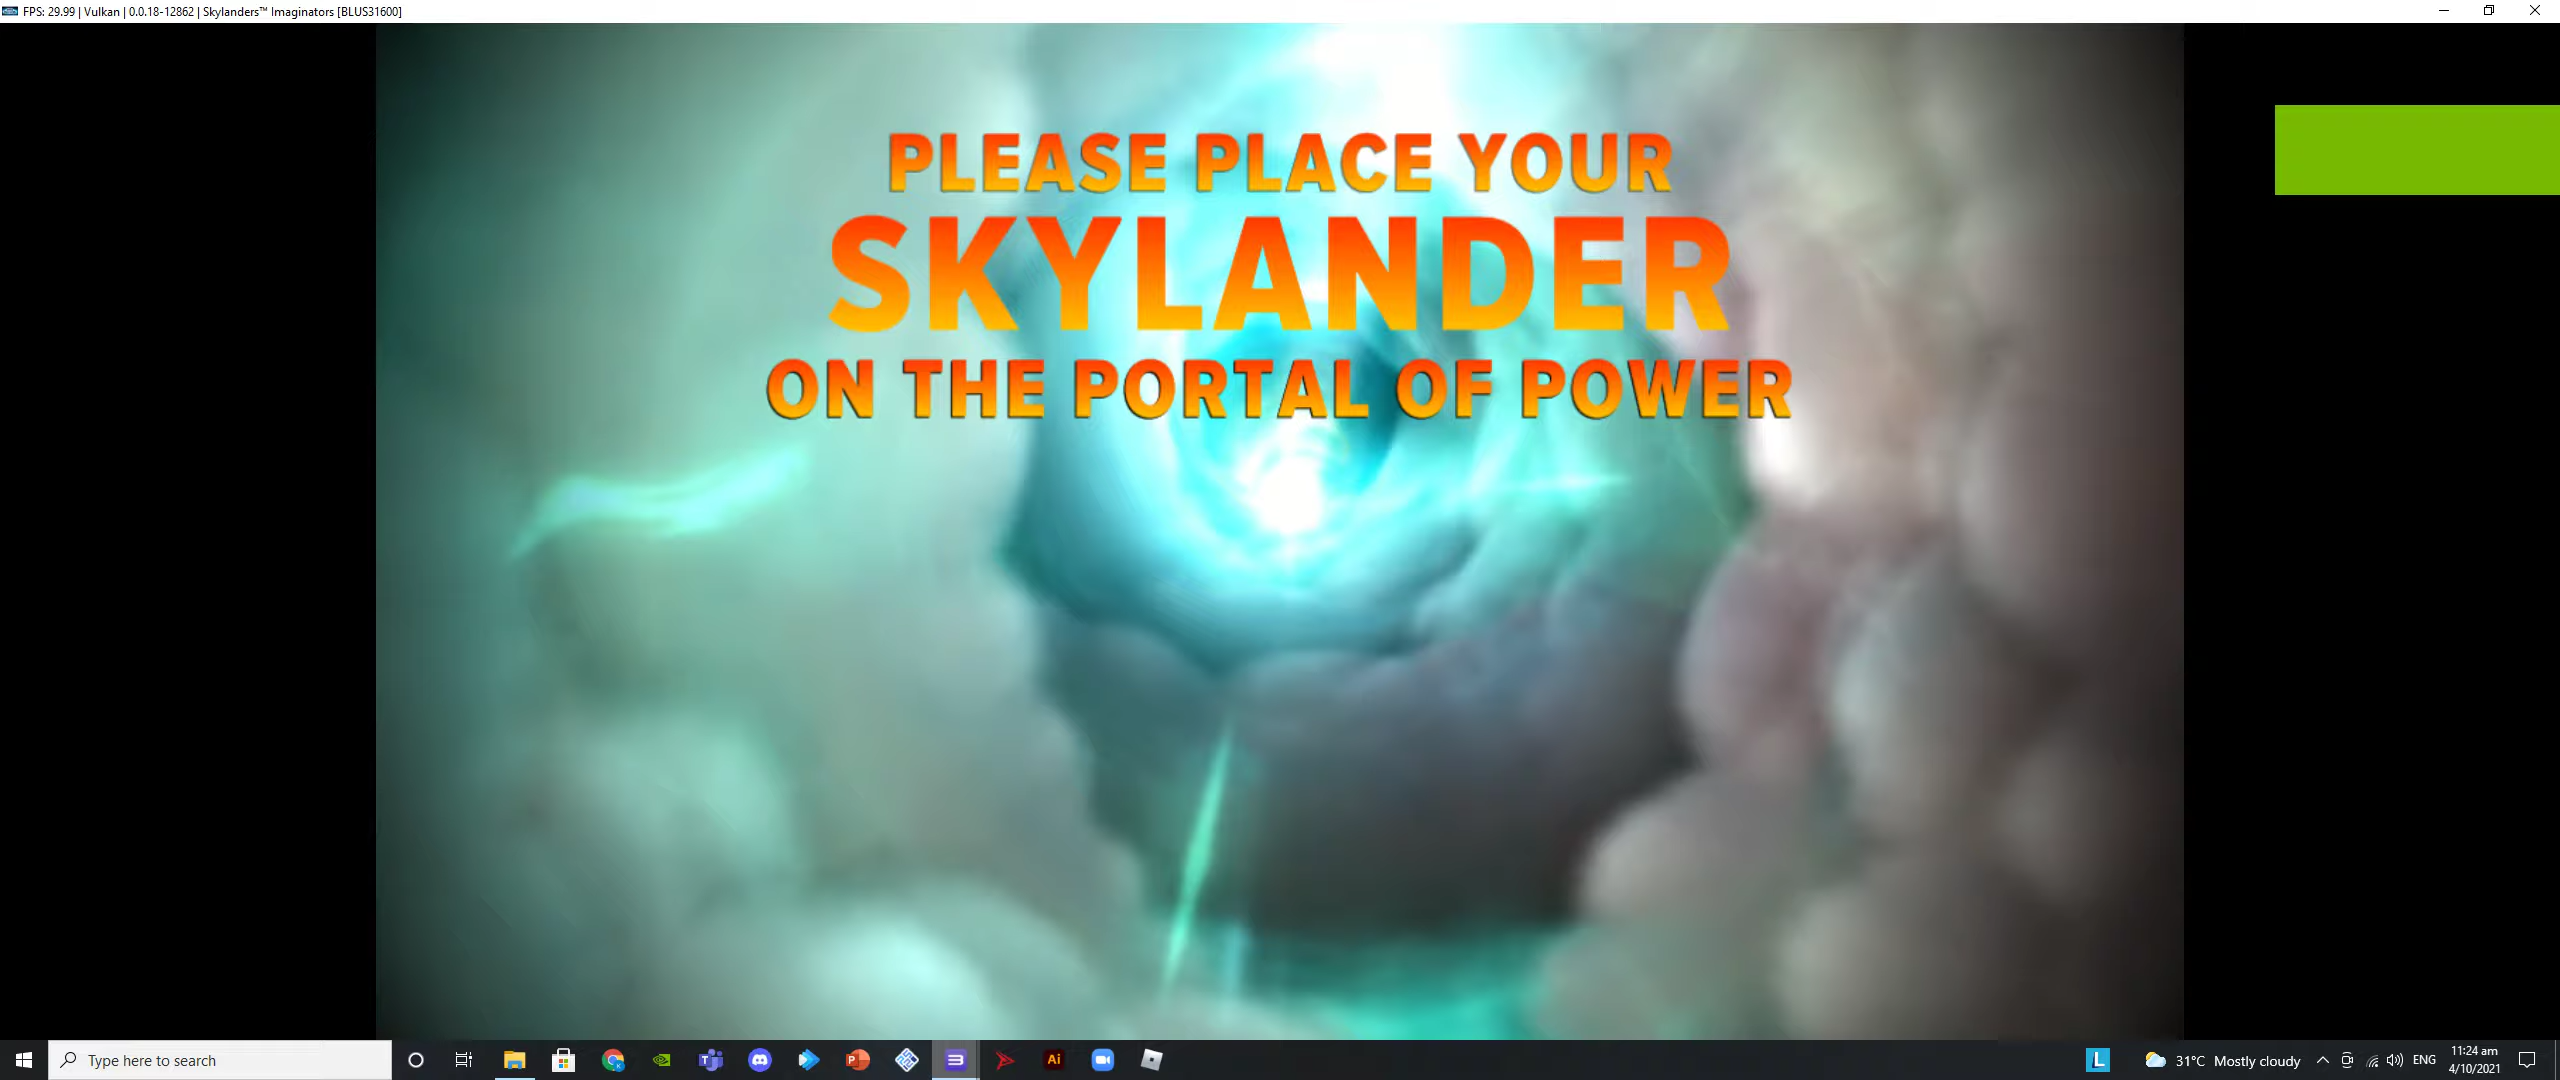 FPS: 29.99 | Vulkan | 0.0.18-12862 | Skylanders™ Imaginators [BLUS31600]
PLEASE PLACE YOUR
SKYLANDER
ON THE PORTAL OF POWER
Type here to search
T
P
Ai
L
31°C Mostly cloudy
ENG
11:24 am
4/10/2021